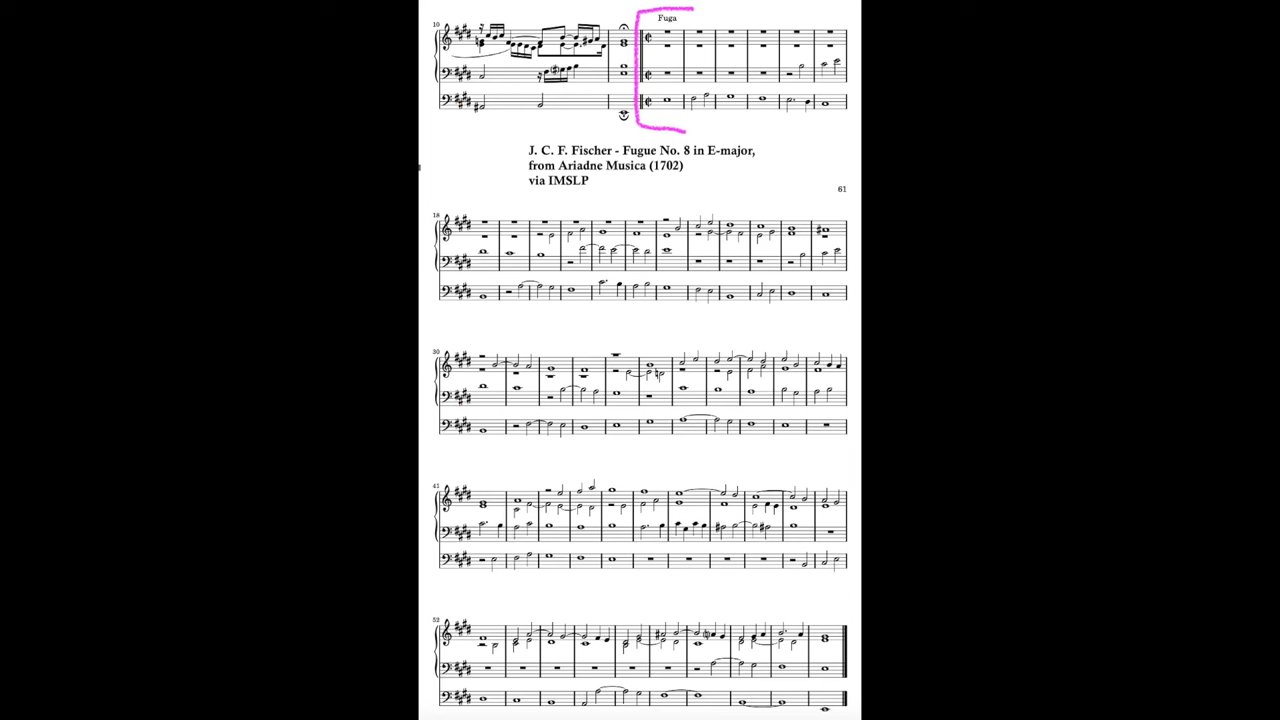 10
Fuga
J. C. F. Fischer - Fugue No. 8 in E-major,
from Ariadne Musica (1702)
via IMSLP
61
18
30
41
52